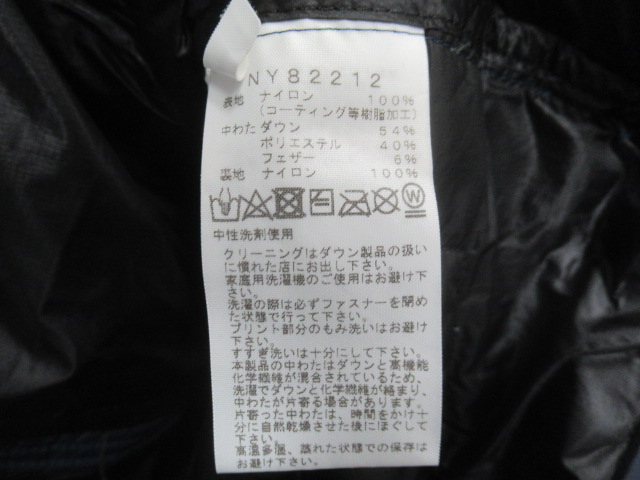 NY82212
表地 ナイロン 100%
(コーティング等樹脂加工)
中わた ダウン 54%
ポリエステル 40%
フェザー 6%
裏地 ナイロン 100%
W
中性洗剤使用
クリーニングはダウン製品の扱い
に慣れた店にお出し下さい。
家庭用洗濯機のご使用はお避け下
さい。
洗濯の際は必ずファスナーを閉め
た状態で行って下さい。
プリント部分のもみ洗いはお避け
下さい。
すすぎ洗いは十分にして下さい。
本製品の中わたはダウンと高機能
化学繊維が混合されているため、
洗濯でダウンと化学繊維が絡まり、
中わたが片寄る場合があります。
片寄った中わたは、時間をかけ十
分に自然乾燥させた後にほぐして
下さい。
高温多湿、蒸れた状態での保存は
お避け下さい。